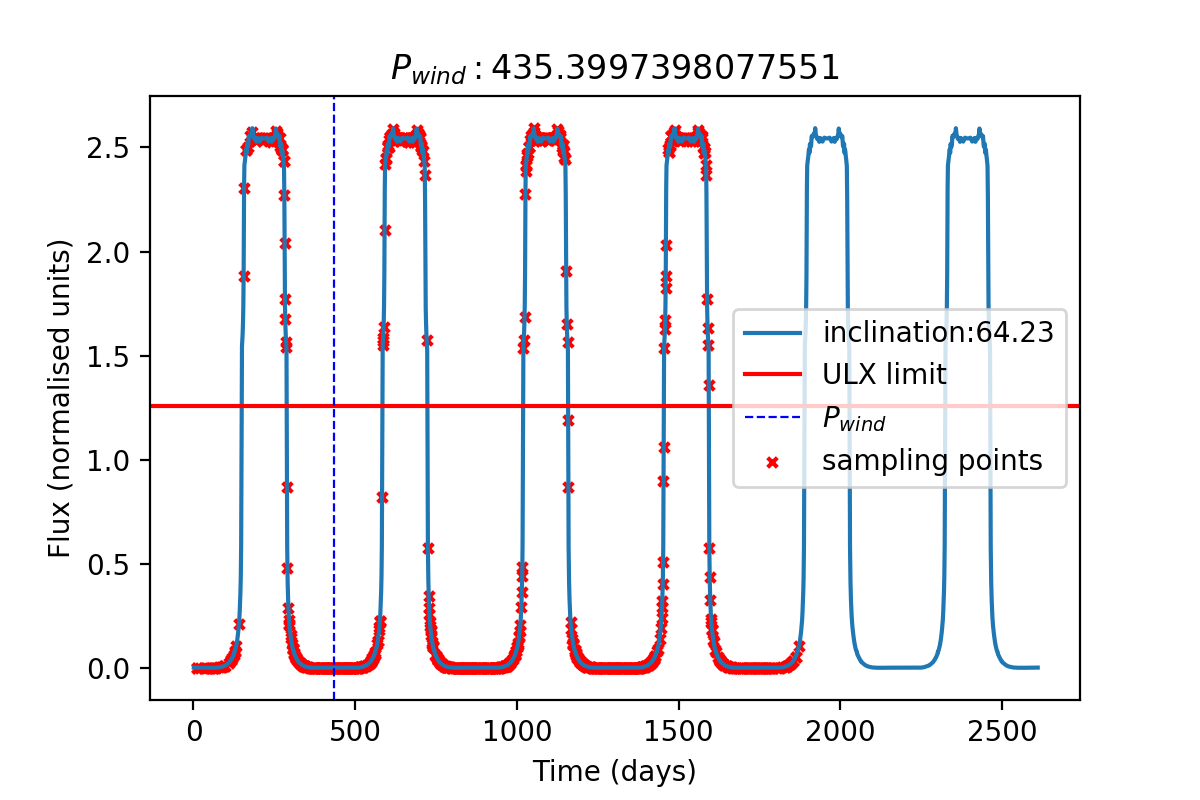 P_wind : 435.3997398077551
Flux (normalised units)
2.5
2.0
1.5
1.0
0.5
0.0
inclination:64.23
ULX limit
P_wind
sampling points
0 500 1000 1500 2000 2500
Time (days)